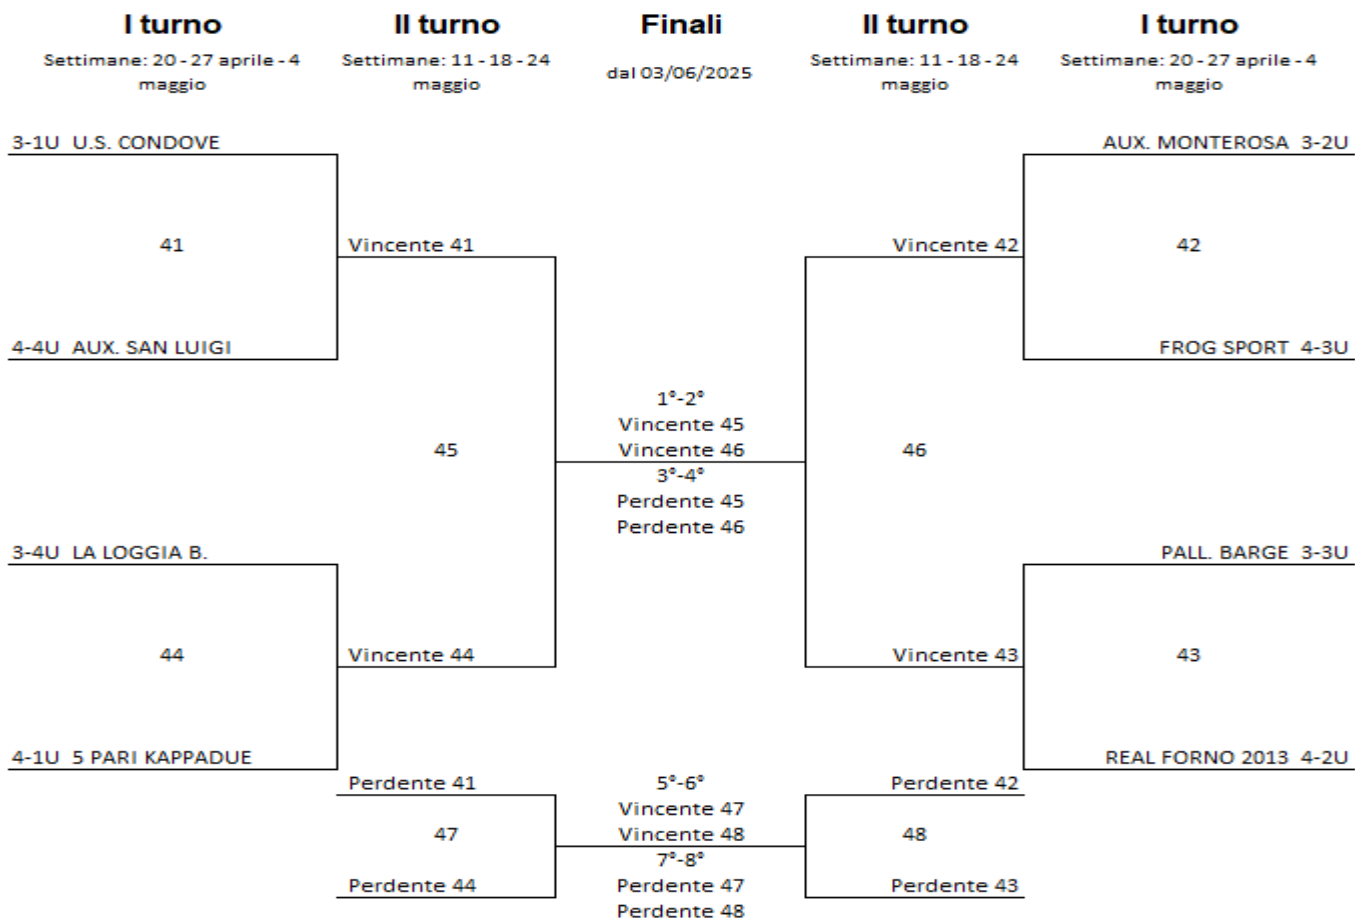 I turno
II turno
Finali
II turno
I turno
Settimane: 20 - 27 aprile - 4
maggio
Settimane: 11 - 18 - 24
maggio
dal 03/06/2025
Settimane: 11 - 18 - 24
maggio
Settimane: 20 - 27 aprile - 4
maggio
3-1U U.S. CONDOVE
AUX. MONTEROSA 3-2U
41
Vincente 41
Vincente 42
42
4-4U AUX. SAN LUIGI
FROG SPORT 4-3U
1°-2°
Vincente 45
45
Vincente 46
46
3°-4°
Perdente 45
Perdente 46
3-4U LA LOGGIA B.
PALL. BARGE 3-3U
44
Vincente 44
Vincente 43
43
4-1U 5 PARI KAPPADUE
REAL FORNO 2013 4-2U
Perdente 41
5°-6°
Perdente 42
Vincente 47
47
Vincente 48
48
7°-8°
Perdente 44
Perdente 47
Perdente 43
Perdente 48